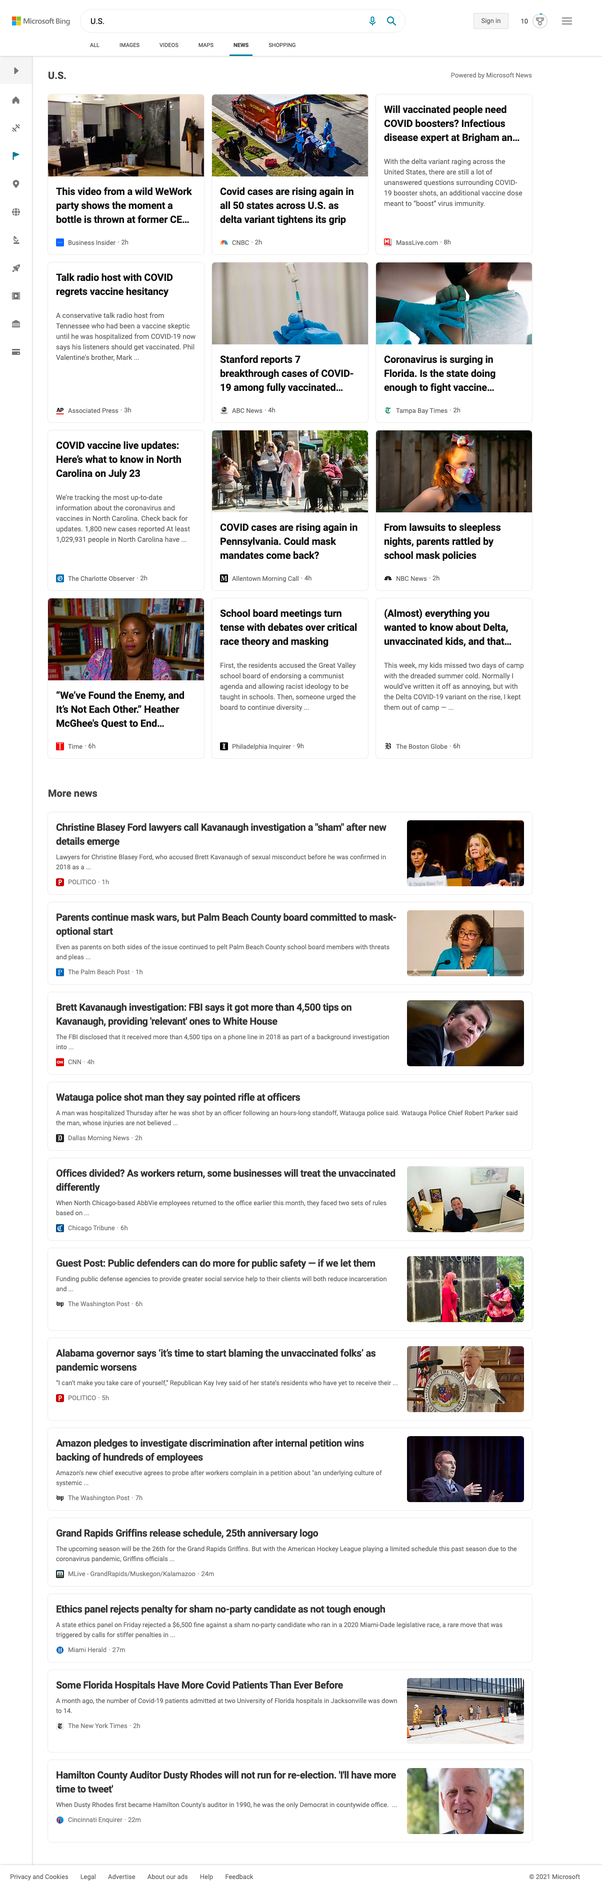 Microsoft Bing
U.S.
Sign in
10
ALL IMAGES VIDEOS MAPS NEWS SHOPPING
U.S.
Powered by Microsoft News
This video from a wild WeWork
party shows the moment a
bottle is thrown at former CE...
Business Insider · 2h
Covid cases are rising again in
all 50 states across U.S. as
delta variant tightens its grip
CNBC · 2h
Will vaccinated people need
COVID boosters? Infectious
disease expert at Brigham an...
With the delta variant raging across the
United States, there are still a lot of
unanswered questions surrounding COVID-
19 booster shots, an additional vaccine dose
meant to "boost" virus immunity.
MassLive.com · 8h
Talk radio host with COVID
regrets vaccine hesitancy
A conservative talk radio host from
Tennessee who had been a vaccine skeptic
until he was hospitalized from COVID-19 now
says his listeners should get vaccinated. Phil
Valentine's brother, Mark ...
AP
Associated Press · 3h
Stanford reports 7
breakthrough cases of COVID-
19 among fully vaccinated...
ABC News · 4h
Coronavirus is surging in
Florida. Is the state doing
enough to fight vaccine...
Tampa Bay Times · 2h
COVID vaccine live updates:
Here's what to know in North
Carolina on July 23
We're tracking the most up-to-date
information about the coronavirus and
vaccines in North Carolina. Check back for
updates. 1,800 new cases reported At least
1,029,931 people in North Carolina have ...
The Charlotte Observer · 2h
COVID cases are rising again in
Pennsylvania. Could mask
mandates come back?
Allentown Morning Call · 4h
From lawsuits to sleepless
nights, parents rattled by
school mask policies
NBC News · 2h
"We've Found the Enemy, and
It's Not Each Other." Heather
McGhee's Quest to End...
Time · 6h
School board meetings turn
tense with debates over critical
race theory and masking
First, the residents accused the Great Valley
school board of endorsing a communist
agenda and allowing racist ideology to be
taught in schools. Then, someone urged the
board to continue diversity ...
Philadelphia Inquirer · 9h
(Almost) everything you
wanted to know about Delta,
unvaccinated kids, and that...
This week, my kids missed two days of camp
with the dreaded summer cold. Normally I
would've written it off as annoying, but with
the Delta COVID-19 variant on the rise, I kept
them out of camp — ...
The Boston Globe · 6h
More news
Christine Blasey Ford lawyers call Kavanaugh investigation a "sham" after new
details emerge
Lawyers for Christine Blasey Ford, who accused Brett Kavanaugh of sexual misconduct before he was confirmed in
2018 as a ...
POLITICO · 1h
Parents continue mask wars, but Palm Beach County board committed to mask-
optional start
Even as parents on both sides of the issue continued to pelt Palm Beach County school board members with threats
and pleas ...
The Palm Beach Post · 1h
Brett Kavanaugh investigation: FBI says it got more than 4,500 tips on
Kavanaugh, providing 'relevant' ones to White House
The FBI disclosed that it received more than 4,500 tips on a phone line in 2018 as part of a background investigation
into ...
CNN · 4h
Watauga police shot man they say pointed rifle at officers
A man was hospitalized Thursday after he was shot by an officer following an hours-long standoff, Watauga police said. Watauga Police Chief Robert Parker said
the man, whose injuries are not believed ...
Dallas Morning News · 2h
Offices divided? As workers return, some businesses will treat the unvaccinated
differently
When North Chicago-based AbbVie employees returned to the office earlier this month, they faced two sets of rules
based on ...
Chicago Tribune · 6h
Guest Post: Public defenders can do more for public safety — if we let them
Funding public defense agencies to provide greater social service help to their clients will both reduce incarceration
and ...
The Washington Post · 6h
Alabama governor says 'it's time to start blaming the unvaccinated folks' as
pandemic worsens
"I can't make you take care of yourself," Republican Kay Ivey said of her state's residents who have yet to receive their ...
POLITICO · 5h
Amazon pledges to investigate discrimination after internal petition wins
backing of hundreds of employees
Amazon's new chief executive agrees to probe after workers complain in a petition about "an underlying culture of
systemic ...
The Washington Post · 7h
Grand Rapids Griffins release schedule, 25th anniversary logo
The upcoming season will be the 26th for the Grand Rapids Griffins. But with the American Hockey League playing a limited schedule this past season due to the
coronavirus pandemic, Griffins officials ...
MLive - GrandRapids/Muskegon/Kalamazoo · 24m
Ethics panel rejects penalty for sham no-party candidate as not tough enough
A state ethics panel on Friday rejected a $6,500 fine against a sham no-party candidate who ran in a 2020 Miami-Dade legislative race, a rare move that was
triggered by calls for stiffer penalties in ...
Miami Herald · 27m
Some Florida Hospitals Have More Covid Patients Than Ever Before
A month ago, the number of Covid-19 patients admitted at two University of Florida hospitals in Jacksonville was down
to 14.
The New York Times · 2h
Hamilton County Auditor Dusty Rhodes will not run for re-election. 'I'll have more
time to tweet'
When Dusty Rhodes first became Hamilton County's auditor in 1990, he was the only Democrat in countywide office. ...
Cincinnati Enquirer · 22m
Privacy and Cookies Legal Advertise About our ads Help Feedback
© 2021 Microsoft